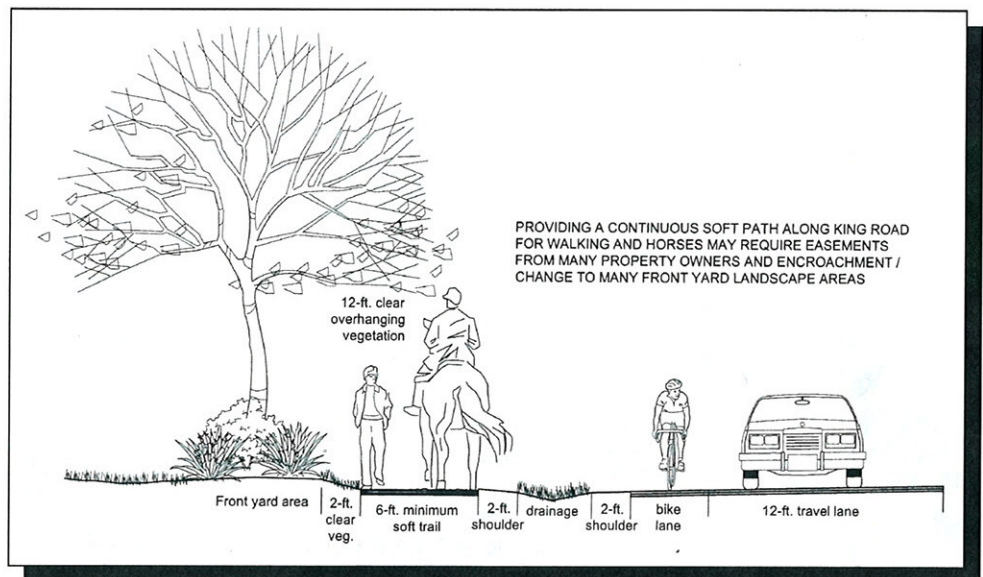 PROVIDING A CONTINUOUS SOFT PATH ALONG KING ROAD
FOR WALKING AND HORSES MAY REQUIRE EASEMENTS
FROM MANY PROPERTY OWNERS AND ENCROACHMENT /
CHANGE TO MANY FRONT YARD LANDSCAPE AREAS
12-ft. clear
overhanging
vegetation
Front yard area
2-ft.
clear
veg.
6-ft. minimum
soft trail
2-ft.
shoulder
drainage
2-ft.
shoulder
bike
lane
12-ft. travel lane